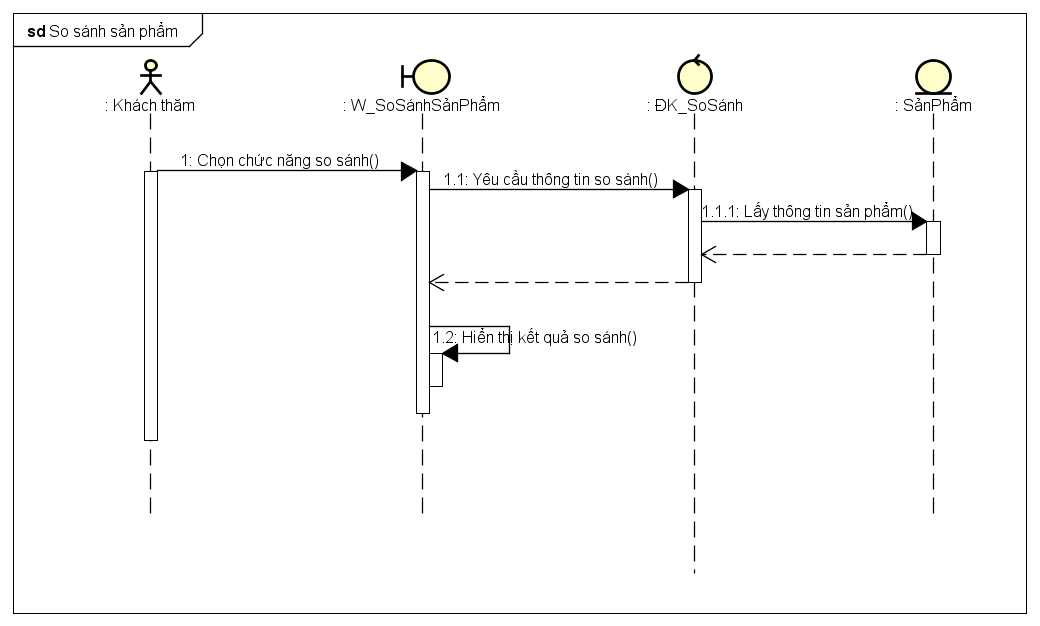 sd So sánh sản phẩm
: Khách thăm
: W_SoSánhSảnPhẩm
: ĐK_SoSánh
: SảnPhẩm
1: Chọn chức năng so sánh()
1.1: Yêu cầu thông tin so sánh()
1.1.1: Lấy thông tin sản phẩm()
1.2: Hiển thị kết quả so sánh()